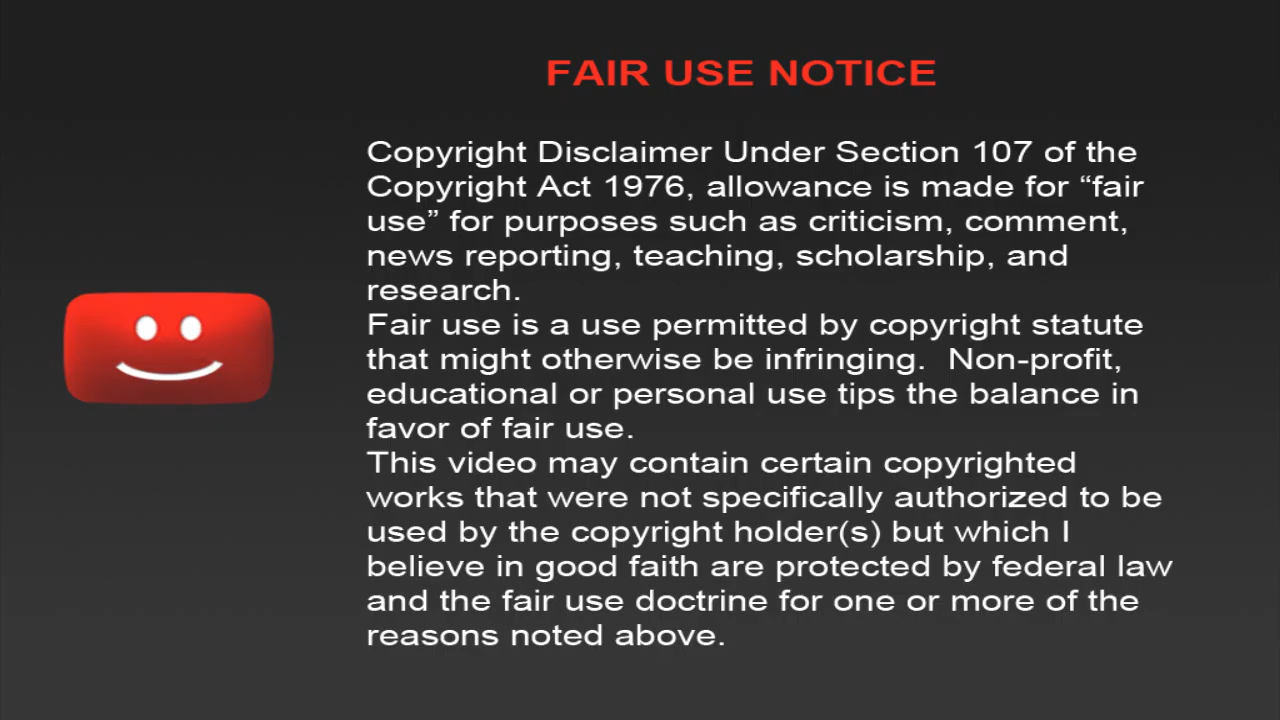 FAIR USE NOTICE
Copyright Disclaimer Under Section 107 of the
Copyright Act 1976, allowance is made for “fair
use” for purposes such as criticism, comment,
news reporting, teaching, scholarship, and
research.
Fair use is a use permitted by copyright statute
that might otherwise be infringing.  Non-profit,
educational or personal use tips the balance in
favor of fair use.
This video may contain certain copyrighted
works that were not specifically authorized to be
used by the copyright holder(s) but which I
believe in good faith are protected by federal law
and the fair use doctrine for one or more of the
reasons noted above.